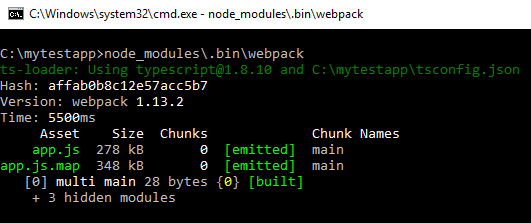 C:\Windows\system32\cmd.exe - node_modules\.bin\webpack
C:\mytestapp>node_modules\.bin\webpack
ts-loader: Using typescript@1.8.10 and C:\mytestapp\tsconfig.json
Hash: affab0b8c12e57acc5b7
Version: webpack 1.13.2
Time: 5500ms
Asset Size Chunks Chunk Names
app.js 278 kB 0 [emitted] main
app.js.map 348 kB 0 [emitted] main
[0] multi main 28 bytes {0} [built]
+ 3 hidden modules